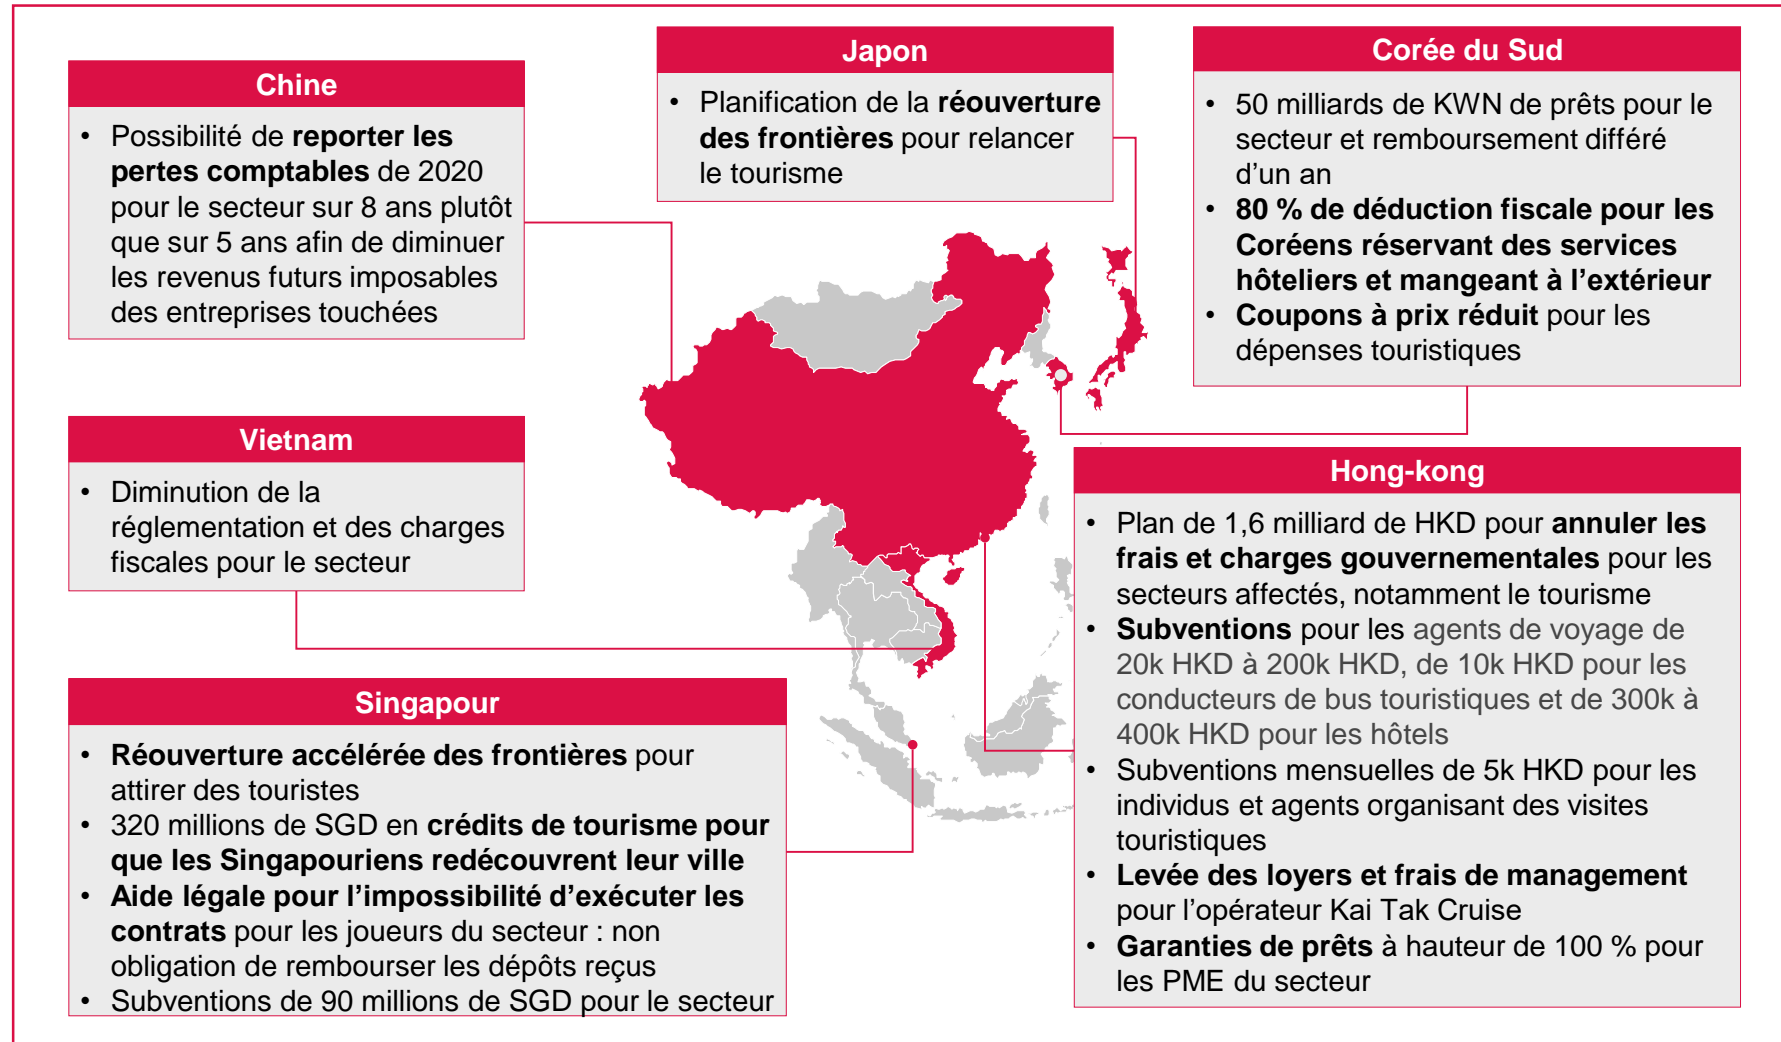 Chine
• Possibilité de reporter les
pertes comptables de 2020
pour le secteur sur 8 ans plutôt
que sur 5 ans afin de diminuer
les revenus futurs imposables
des entreprises touchées
Japon
• Planification de la réouverture
des frontières pour relancer
le tourisme
Corée du Sud
• 50 milliards de KWN de prêts pour le
secteur et remboursement différé
d’un an
• 80 % de déduction fiscale pour les
Coréens réservant des services
hôteliers et mangeant à l’extérieur
• Coupons à prix réduit pour les
dépenses touristiques
Vietnam
• Diminution de la
réglementation et des charges
fiscales pour le secteur
Hong-kong
• Plan de 1,6 milliard de HKD pour annuler les
frais et charges gouvernementales pour les
secteurs affectés, notamment le tourisme
• Subventions pour les agents de voyage de
20k HKD à 200k HKD, de 10k HKD pour les
conducteurs de bus touristiques et de 300k à
400k HKD pour les hôtels
• Subventions mensuelles de 5k HKD pour les
individus et agents organisant des visites
touristiques
• Levée des loyers et frais de management
pour l’opérateur Kai Tak Cruise
• Garanties de prêts à hauteur de 100 % pour
les PME du secteur
Singapour
• Réouverture accélérée des frontières pour
attirer des touristes
• 320 millions de SGD en crédits de tourisme pour
que les Singapouriens redécouvrent leur ville
• Aide légale pour l’impossibilité d’exécuter les
contrats pour les joueurs du secteur : non
obligation de rembourser les dépôts reçus
• Subventions de 90 millions de SGD pour le secteur